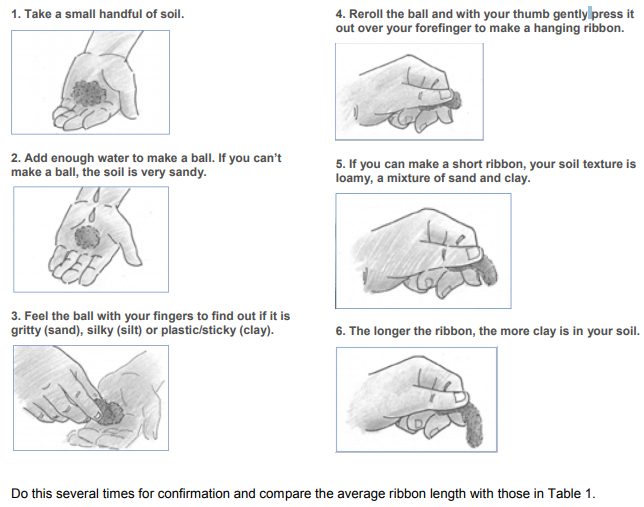 1. Take a small handful of soil.
2. Add enough water to make a ball. If you can’t
make a ball, the soil is very sandy.
3. Feel the ball with your fingers to find out if it is
gritty (sand), silky (silt) or plastic/sticky (clay).
4. Reroll the ball and with your thumb gently press it
out over your forefinger to make a hanging ribbon.
5. If you can make a short ribbon, your soil texture is
loamy, a mixture of sand and clay.
6. The longer the ribbon, the more clay is in your soil.
Do this several times for confirmation and compare the average ribbon length with those in Table 1.